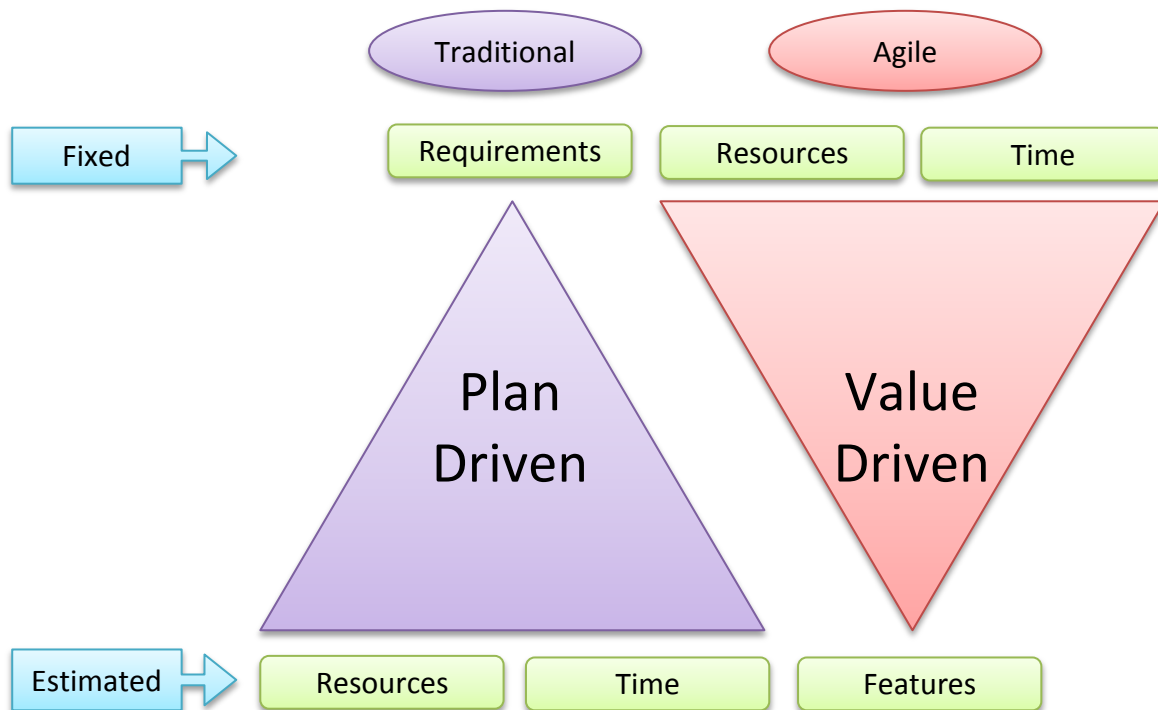 Traditional
Agile
Fixed
Requirements
Resources
Time
Plan
Driven
Value
Driven
Estimated
Resources
Time
Features